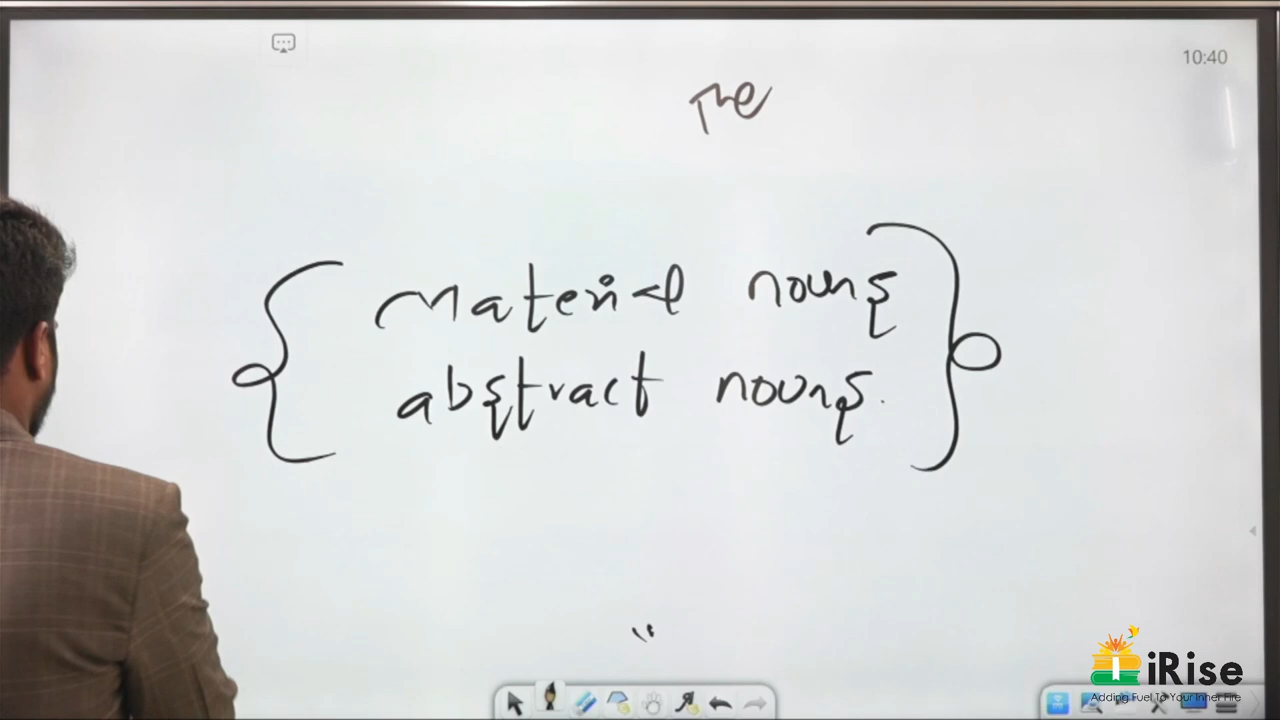 10:40
The
Material nouns
abstract nouns.
iRise
Adding Fuel To Your Inner Fire